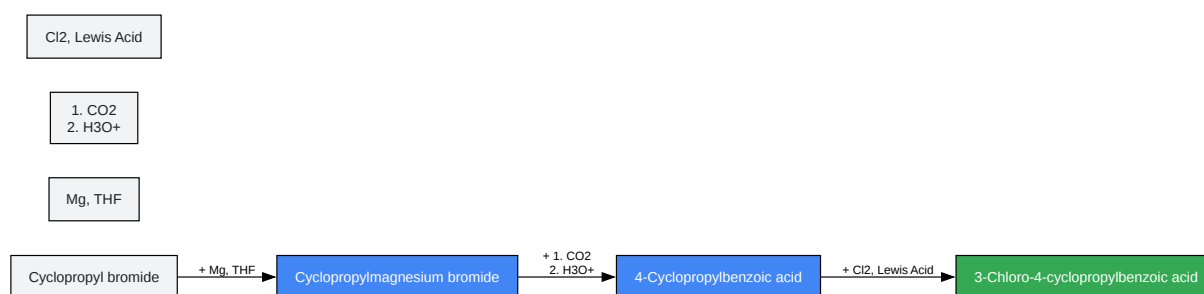 Cl2, Lewis Acid
1. CO2
2. H3O+
Mg, THF
Cyclopropyl bromide
+ Mg, THF
Cyclopropylmagnesium bromide
+ 1. CO2
2. H3O+
4-Cyclopropylbenzoic acid
+ Cl2, Lewis Acid
3-Chloro-4-cyclopropylbenzoic acid